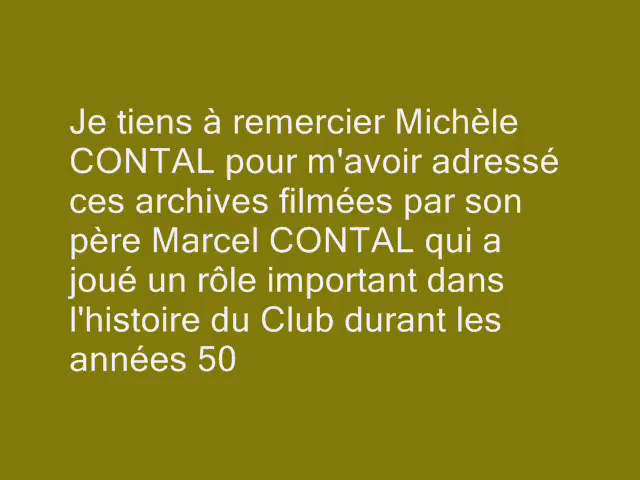 Je tiens à remercier Michèle
CONTAL pour m'avoir adressé
ces archives filmées par son
père Marcel CONTAL qui a
joué un rôle important dans
l'histoire du Club durant les
années 50